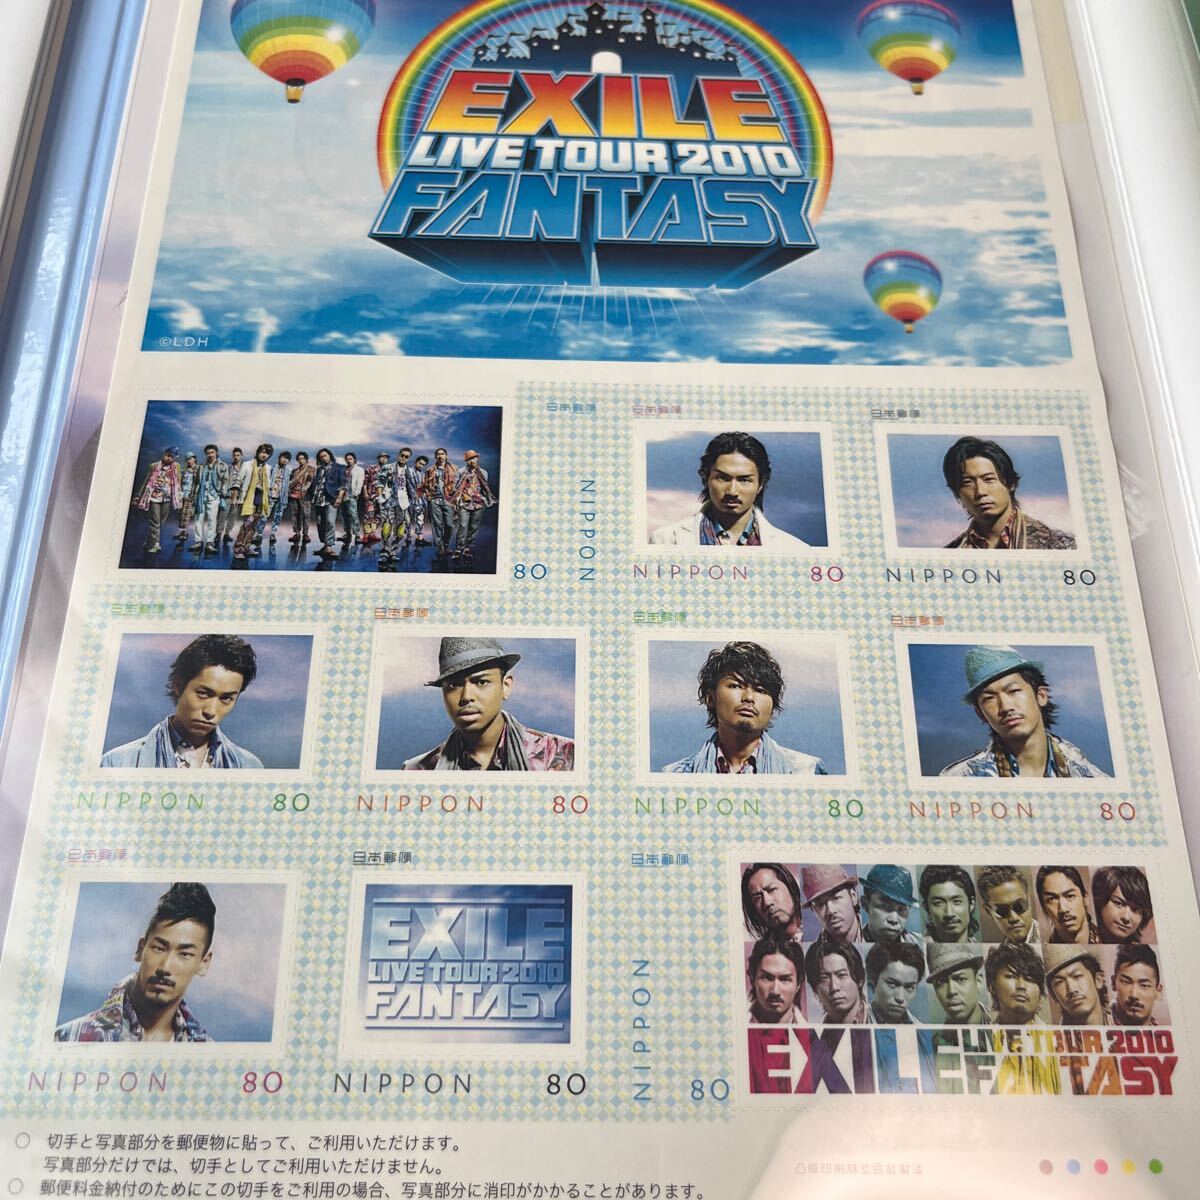 EXILE
LIVE TOUR 2010
FANTASY
©LDH
日本郵便
NIPPON
80
日本郵便
NIPPON 80
日本郵便
NIPPON 80
日本郵便
NIPPON 80
日本郵便
NIPPON 80
日本郵便
NIPPON 80
日本郵便
NIPPON 80
日本郵便
NIPPON 80
日本郵便
EXILE
LIVE TOUR 2010
FANTASY
NIPPON 80
日本郵便
NIPPON
80
EXILE LIVE TOUR 2010
FANTASY
○ 切手と写真部分を郵便物に貼って、ご利用いただけます。
写真部分だけでは、切手としてご利用いただけません。
○ 郵便料金納付のためにこの切手をご利用の場合、写真部分に消印がかかることがあります。